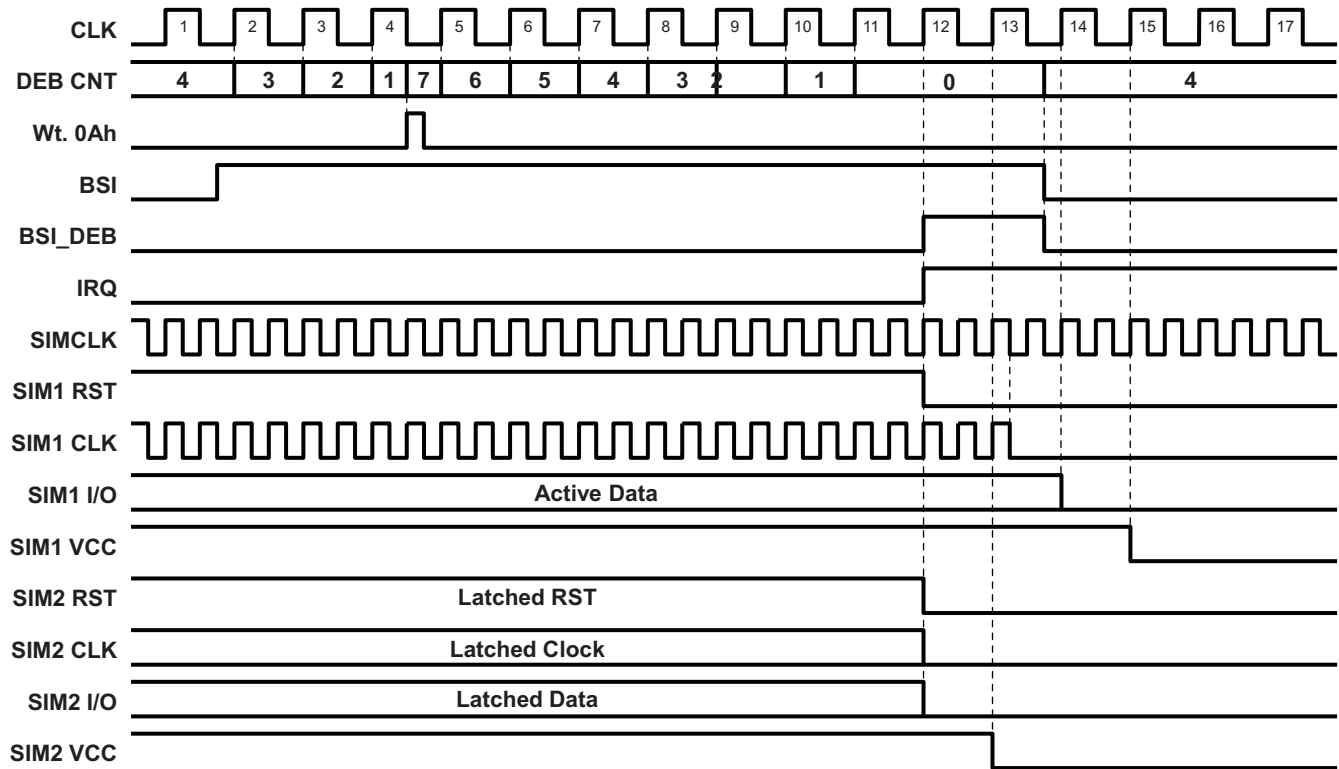 CLK 1 2 3 4 5 6 7 8 9 10 11 12 13 14 15 16 17
DEB CNT 4 3 2 1 7 6 5 4 3 2 1 0 4
Wt. 0Ah
BSI
BSI_DEB
IRQ
SIMCLK
SIM1 RST
SIM1 CLK
SIM1 I/O Active Data
SIM1 VCC
SIM2 RST Latched RST
SIM2 CLK Latched Clock
SIM2 I/O Latched Data
SIM2 VCC